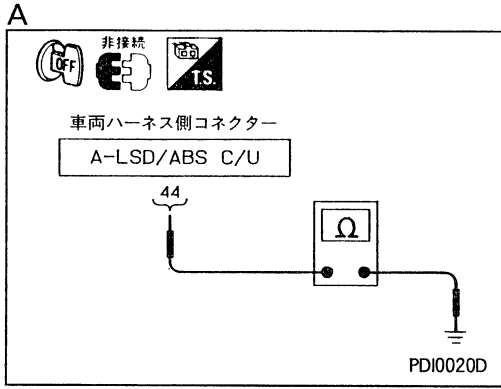 A
OFF
非接続
T.S.
車両ハーネス側コネクター
A-LSD/ABS C/U
44
Ω
PDI0020D